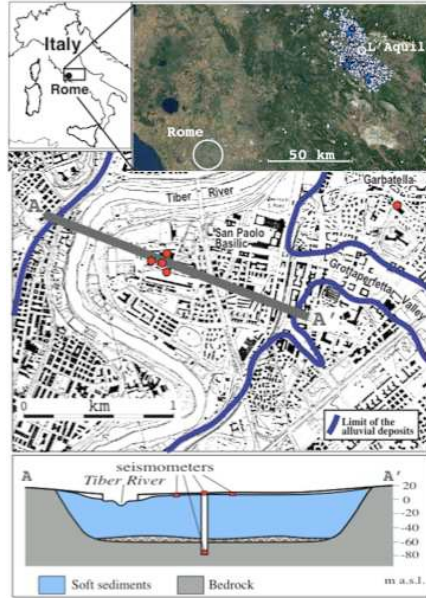 Italy
Rome
L'Aquil
Rome
50 km
Garbatella
Tiber River
A
San Paolo
Basilic
Grottaperfetta Valley
A'
0
1
km
Limit of the
alluvial deposits
A
seismometers
A'
Tiber River
20
0
-20
-40
-60
-80
m a.s.l.
Soft sediments
Bedrock